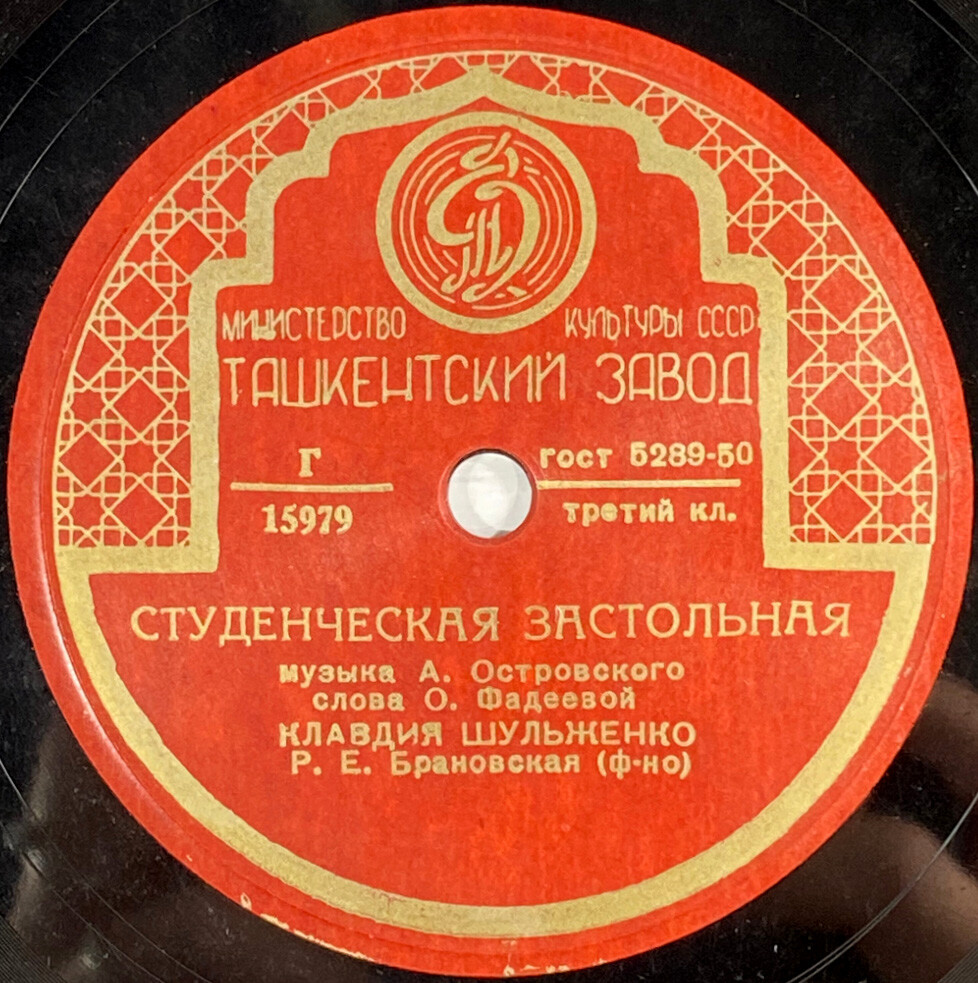 МИНИСТЕРСТВО КУЛЬТУРЫ СССР
ТАШКЕНТСКИЙ ЗАВОД
Г
15979
ГОСТ 5289-50
третий кл.
СТУДЕНЧЕСКАЯ ЗАСТОЛЬНАЯ
музыка А. Островского
слова О. Фадеевой
КЛАВДИЯ ШУЛЬЖЕНКО
Р. Е. Брановская (ф-но)